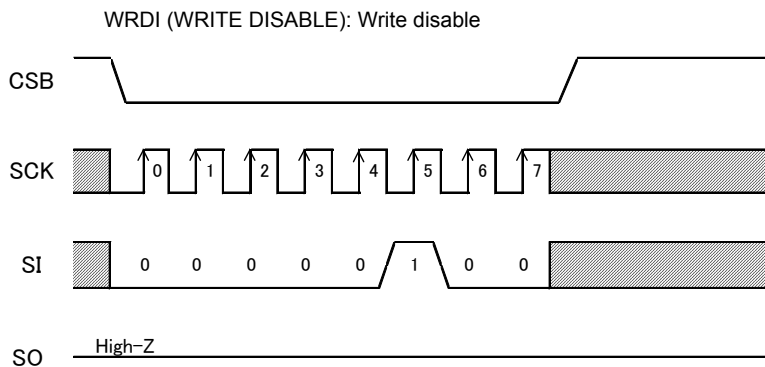 WRDI (WRITE DISABLE): Write disable
CSB
SCK 0 1 2 3 4 5 6 7
SI 0 0 0 0 0 1 0 0
SO High-Z